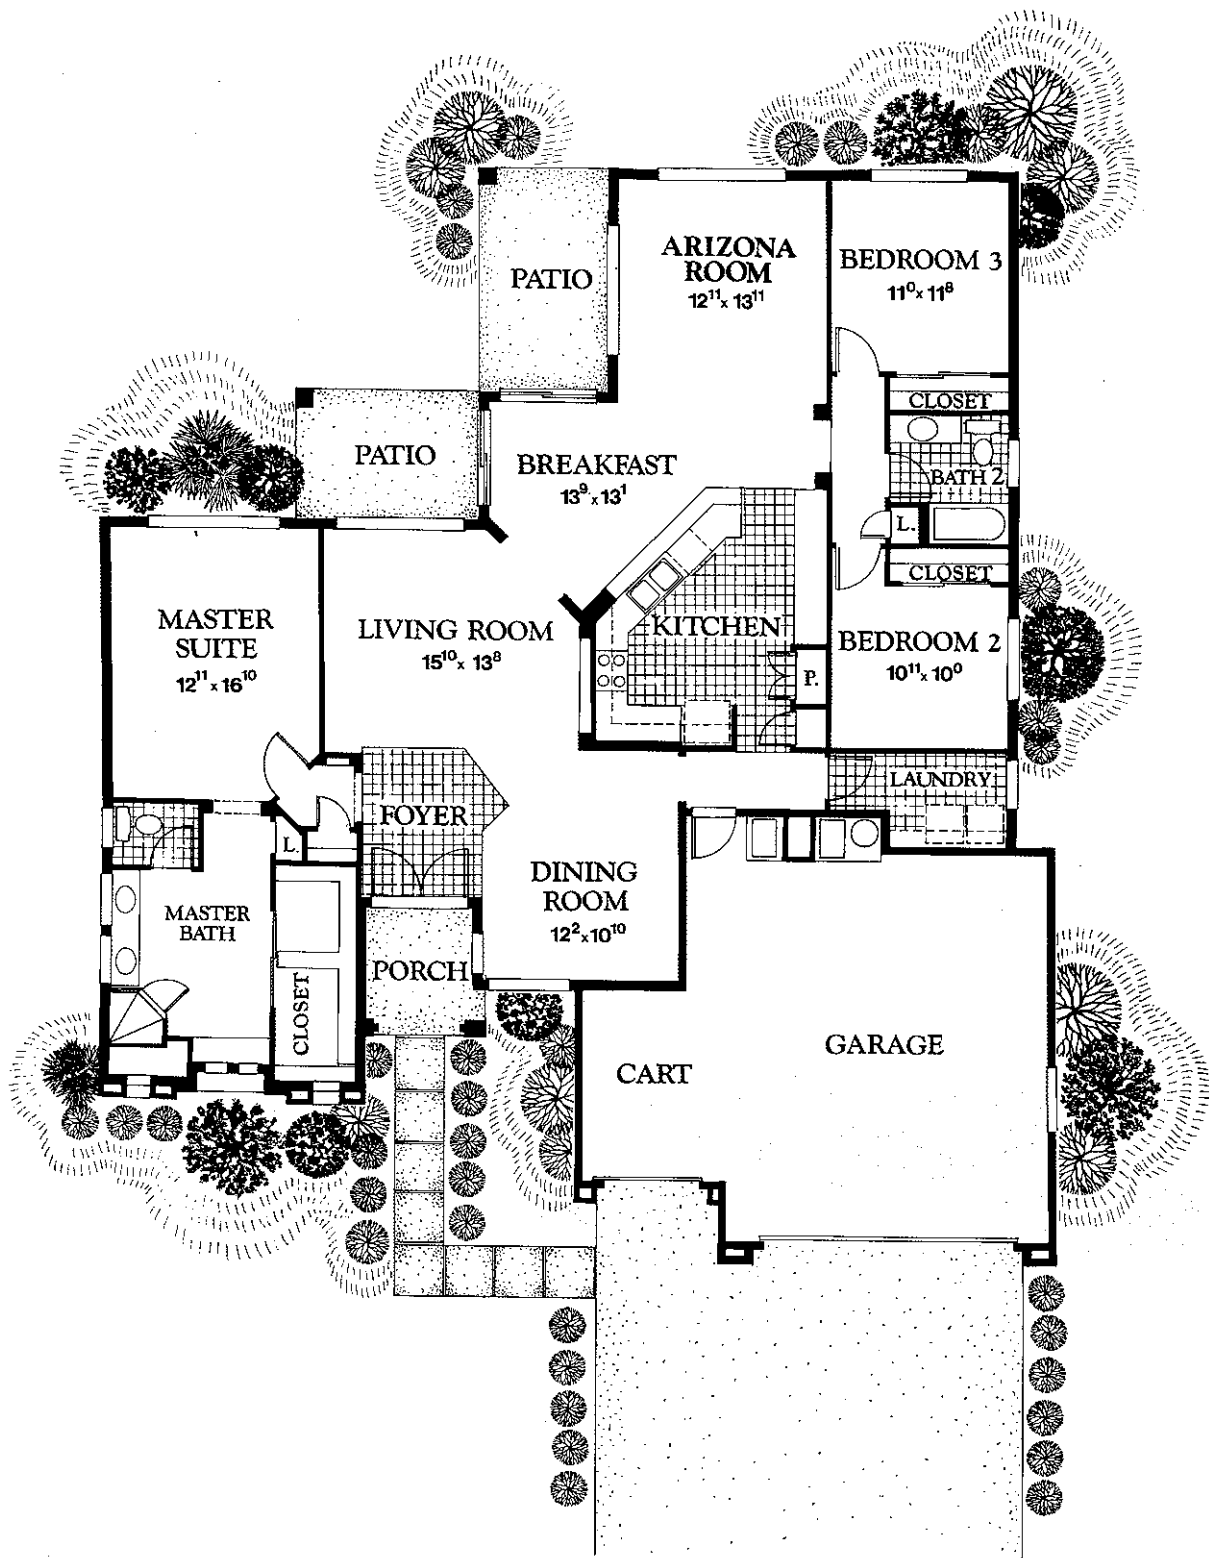 ARIZONA
ROOM
12¹¹ x 13¹¹
BEDROOM 3
11⁰ x 11⁸
PATIO
CLOSET
PATIO
BREAKFAST
13⁹ x 13¹
BATH 2
L.
CLOSET
MASTER
SUITE
12¹¹ x 16¹⁰
LIVING ROOM
15¹⁰ x 13⁸
KITCHEN
BEDROOM 2
10¹¹ x 10⁰
P.
LAUNDRY
FOYER
L.
DINING
ROOM
12² x 10¹⁰
MASTER
BATH
PORCH
CLOSET
GARAGE
CART